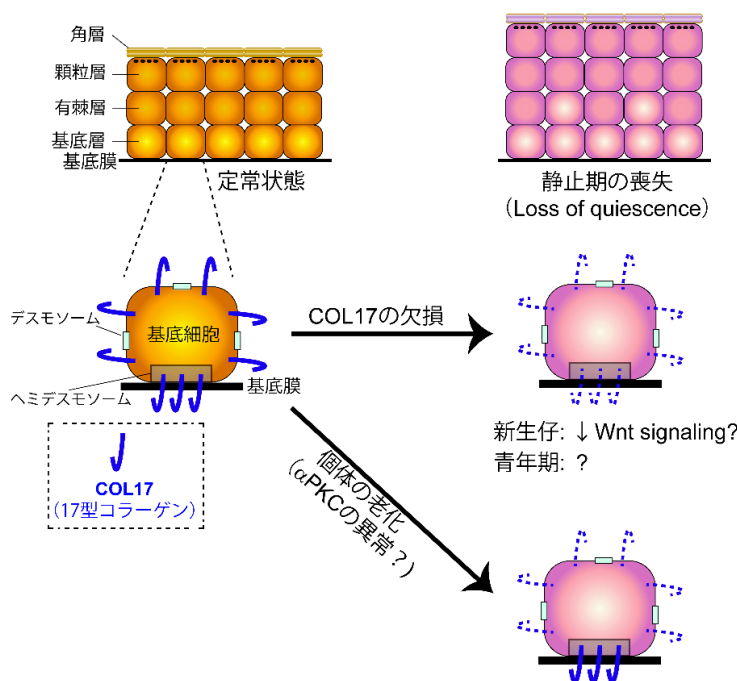 角層
顆粒層
有棘層
基底層
基底膜
定常状態
静止期の喪失
(Loss of quiescence)
デスモソーム
基底細胞
COL17の欠損
ヘミデスモソーム
基底膜
新生仔: ↓ Wnt signaling?
青年期: ?
COL17
(17型コラーゲン)
個体の老化
(αPKCの異常？)